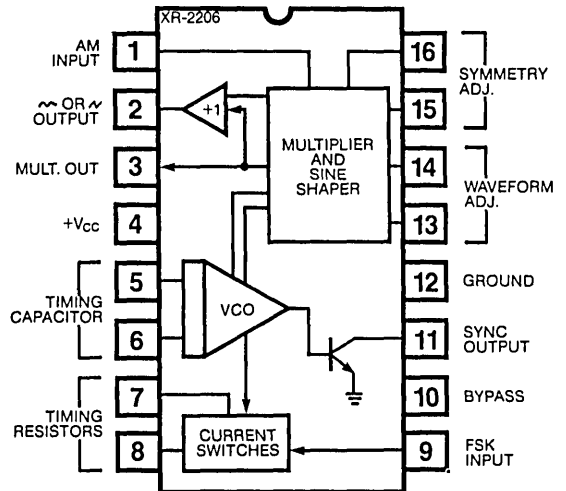 XR-2206
AM
INPUT
1
OR
OUTPUT
2
MULT. OUT
3
+VCC
4
TIMING
CAPACITOR
5
6
TIMING
RESISTORS
7
8
+1
MULTIPLIER
AND
SINE
SHAPER
VCO
CURRENT
SWITCHES
16
15
SYMMETRY
ADJ.
14
13
WAVEFORM
ADJ.
12
GROUND
11
SYNC
OUTPUT
10
BYPASS
9
FSK
INPUT